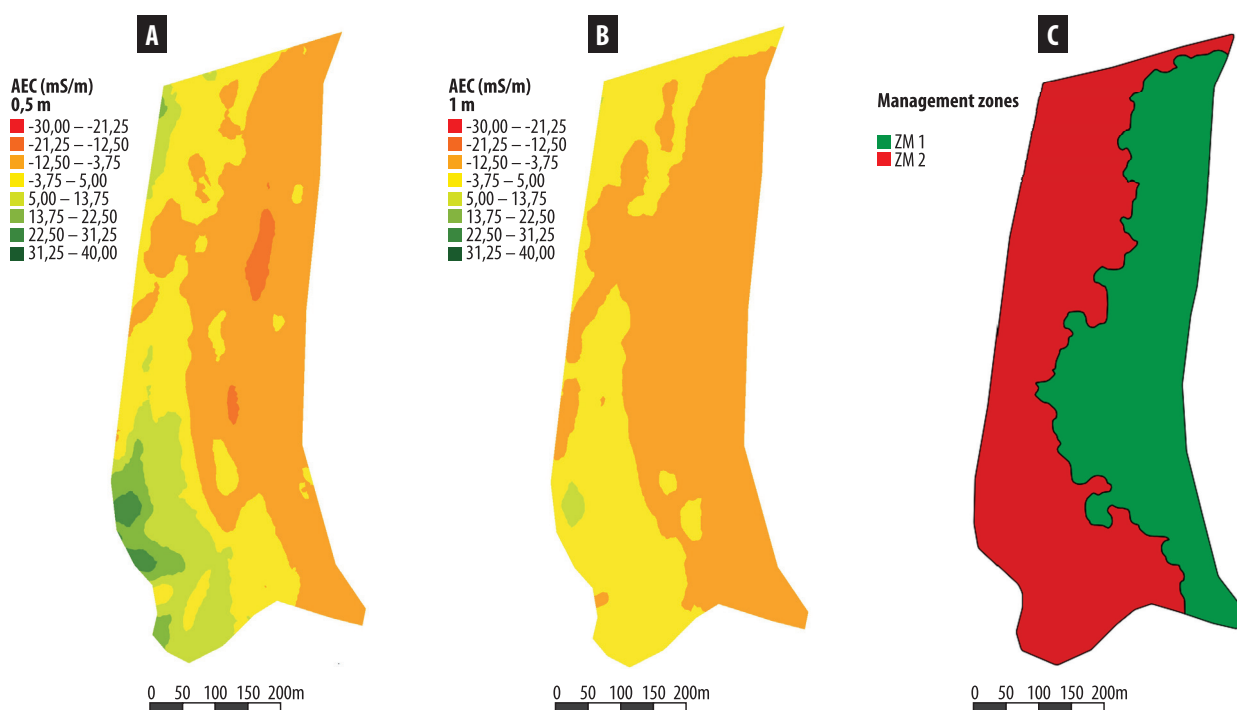 A
AEC (mS/m)
0,5 m
-30,00 – -21,25
-21,25 – -12,50
-12,50 – -3,75
-3,75 – 5,00
5,00 – 13,75
13,75 – 22,50
22,50 – 31,25
31,25 – 40,00
0 50 100 150 200m
B
AEC (mS/m)
1 m
-30,00 – -21,25
-21,25 – -12,50
-12,50 – -3,75
-3,75 – 5,00
5,00 – 13,75
13,75 – 22,50
22,50 – 31,25
31,25 – 40,00
0 50 100 150 200m
C
Management zones
ZM 1
ZM 2
0 50 100 150 200m